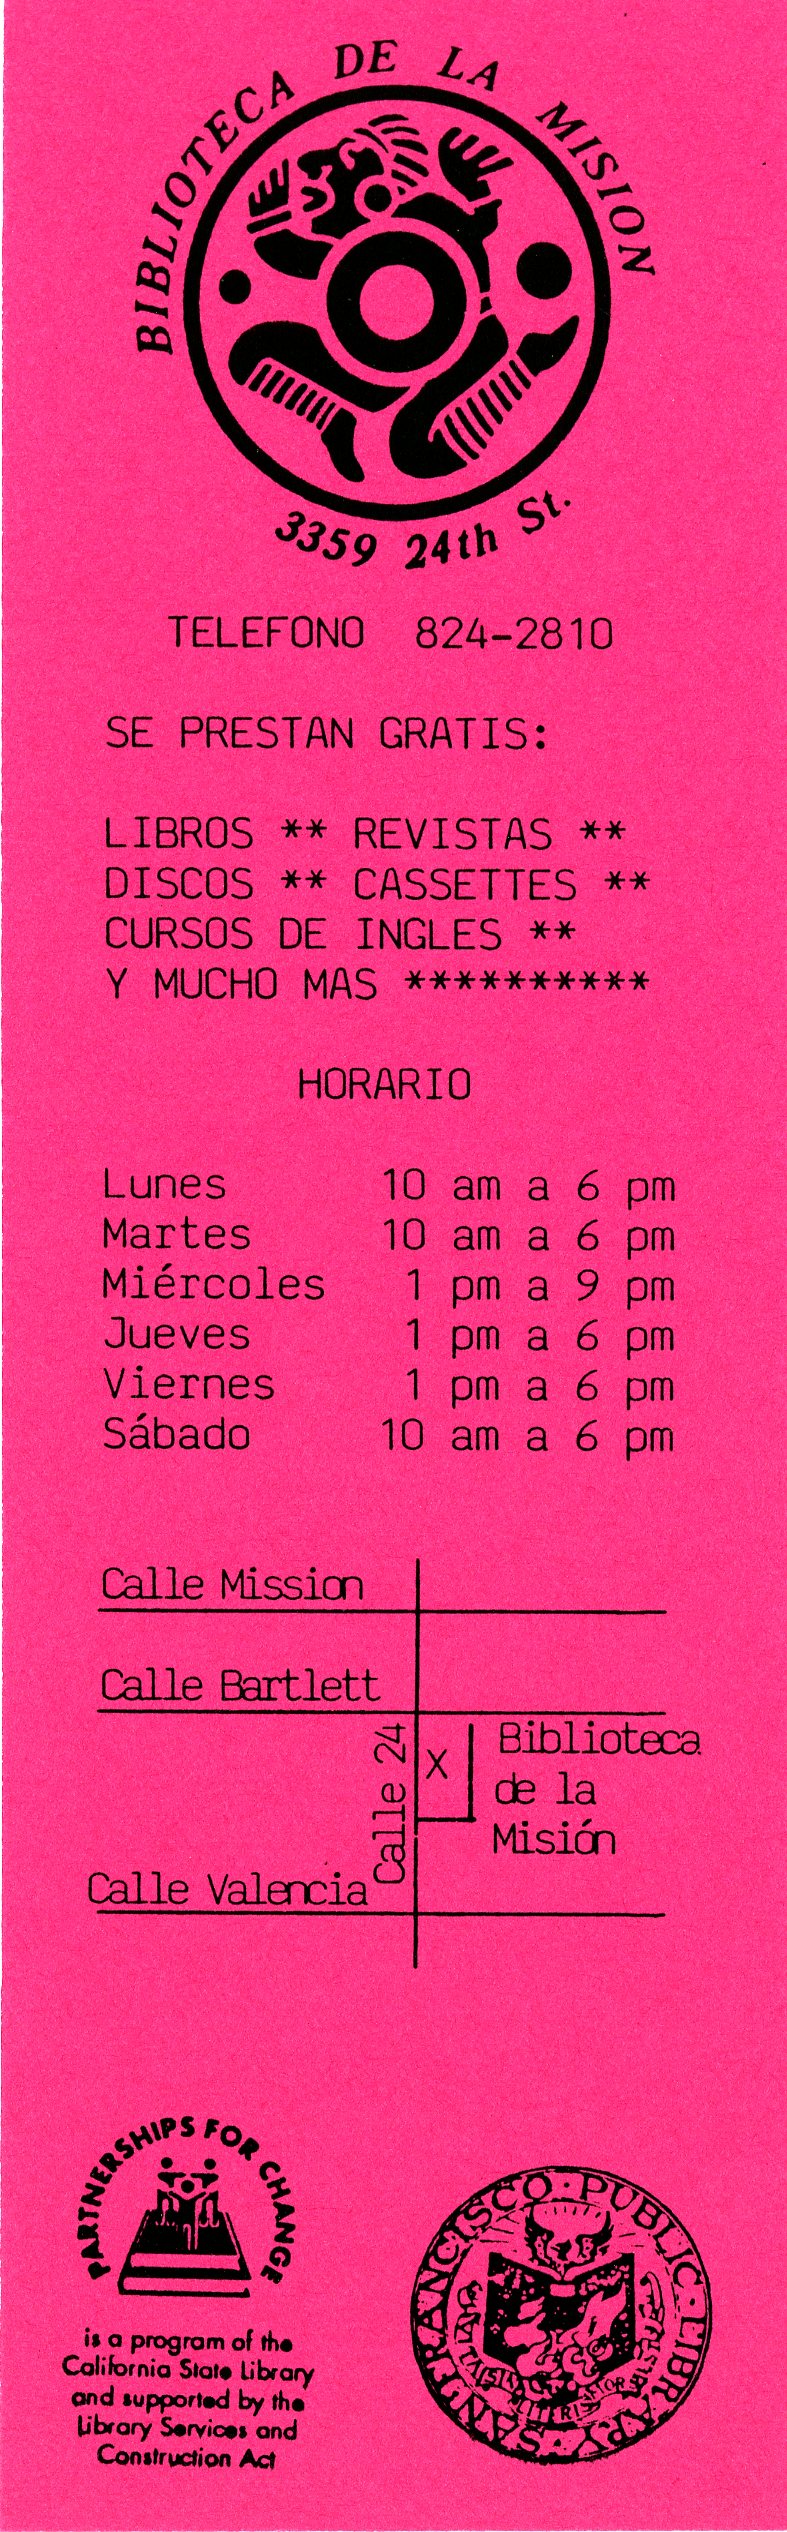 BIBLIOTECA DE LA MISION
3359 24th St.
TELEFONO 824-2810
SE PRESTAN GRATIS:
LIBROS ** REVISTAS **
DISCOS ** CASSETTES **
CURSOS DE INGLES **
Y MUCHO MAS **********
HORARIO
Lunes 10 am a 6 pm
Martes 10 am a 6 pm
Miércoles 1 pm a 9 pm
Jueves 1 pm a 6 pm
Viernes 1 pm a 6 pm
Sábado 10 am a 6 pm
Calle Mission
Calle Bartlett
Calle 24
X
Biblioteca
de la
Misión
Calle Valencia
PARTNERSHIPS FOR CHANGE
is a program of the
California State Library
and supported by the
Library Services and
Construction Act
SAN FRANCISCO · PUBLIC · LIBRARY